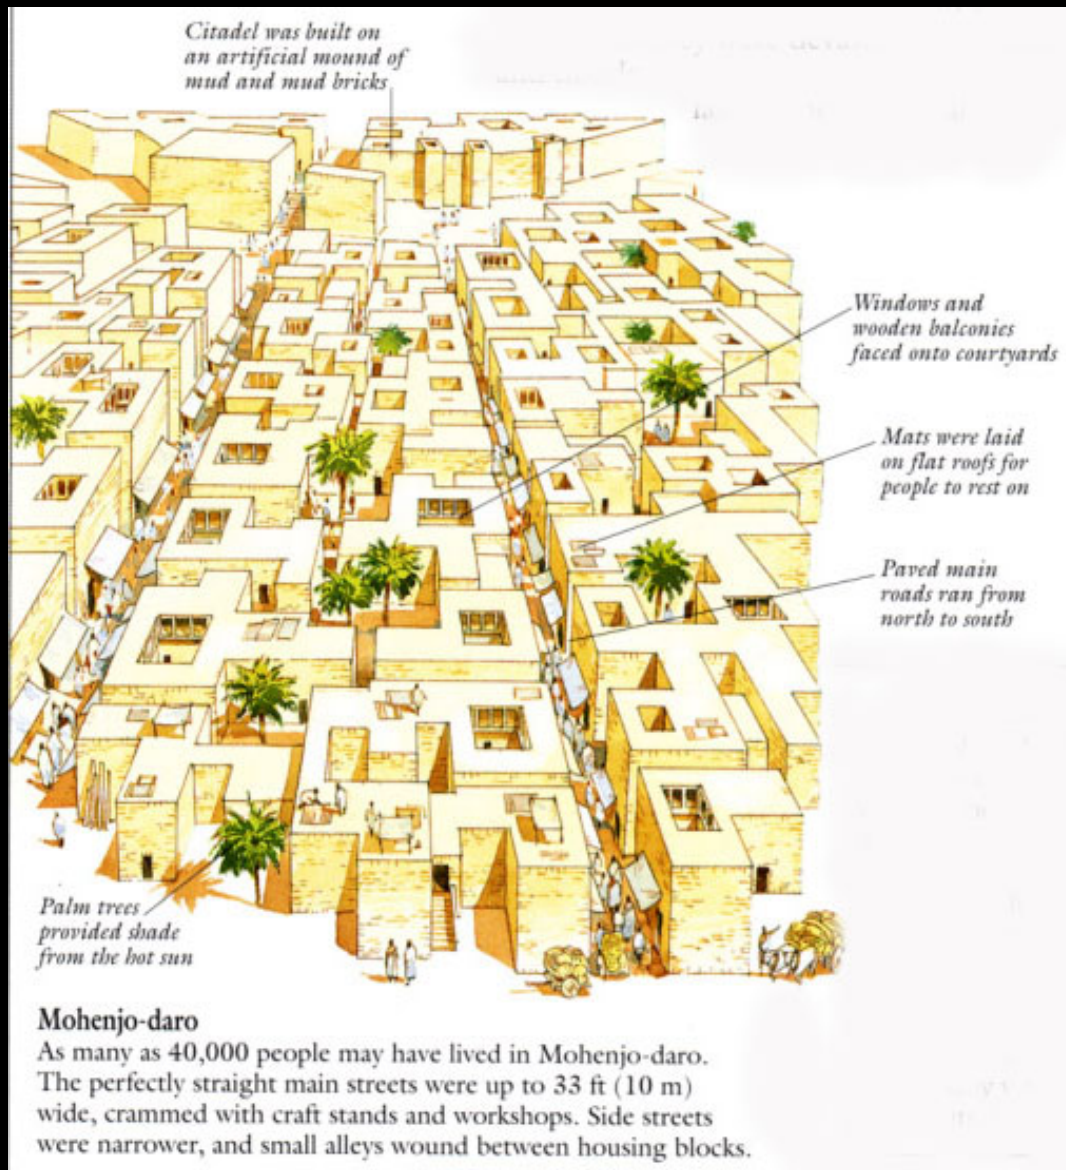 Citadel was built on
an artificial mound of
mud and mud bricks
Windows and
wooden balconies
faced onto courtyards
Mats were laid
on flat roofs for
people to rest on
Paved main
roads ran from
north to south
Palm trees
provided shade
from the hot sun
Mohenjo-daro
As many as 40,000 people may have lived in Mohenjo-daro.
The perfectly straight main streets were up to 33 ft (10 m)
wide, crammed with craft stands and workshops. Side streets
were narrower, and small alleys wound between housing blocks.